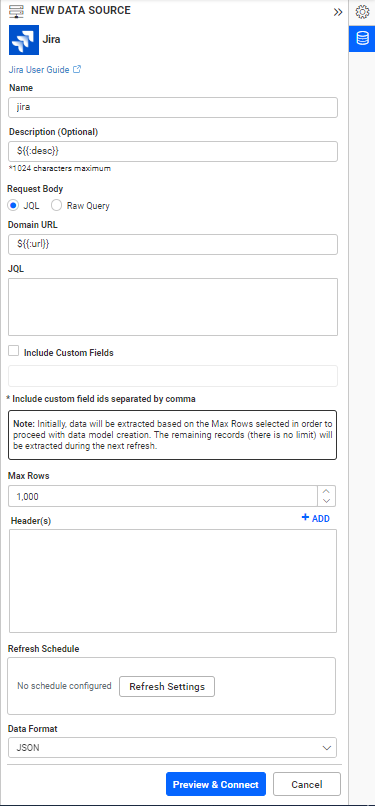 NEW DATA SOURCE
Jira
Jira User Guide
Name
jira
Description (Optional)
${{:desc}}
*1024 characters maximum
Request Body
JQL Raw Query
Domain URL
${{:url}}
JQL
Include Custom Fields
* Include custom field ids separated by comma
Note: Initially, data will be extracted based on the Max Rows selected in order to
proceed with data model creation. The remaining records (there is no limit) will
be extracted during the next refresh.
Max Rows
1,000
Header(s) + ADD
Refresh Schedule
No schedule configured Refresh Settings
Data Format
JSON
Preview & Connect Cancel